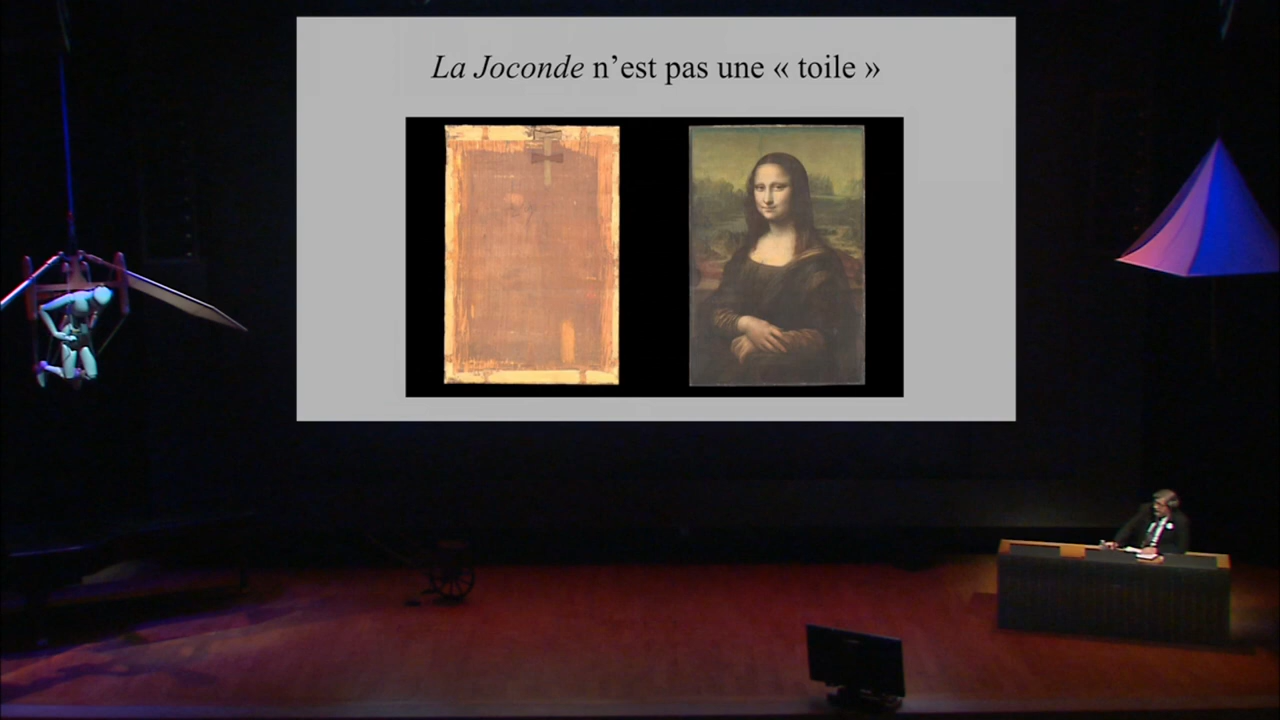 La Joconde n’est pas une « toile »